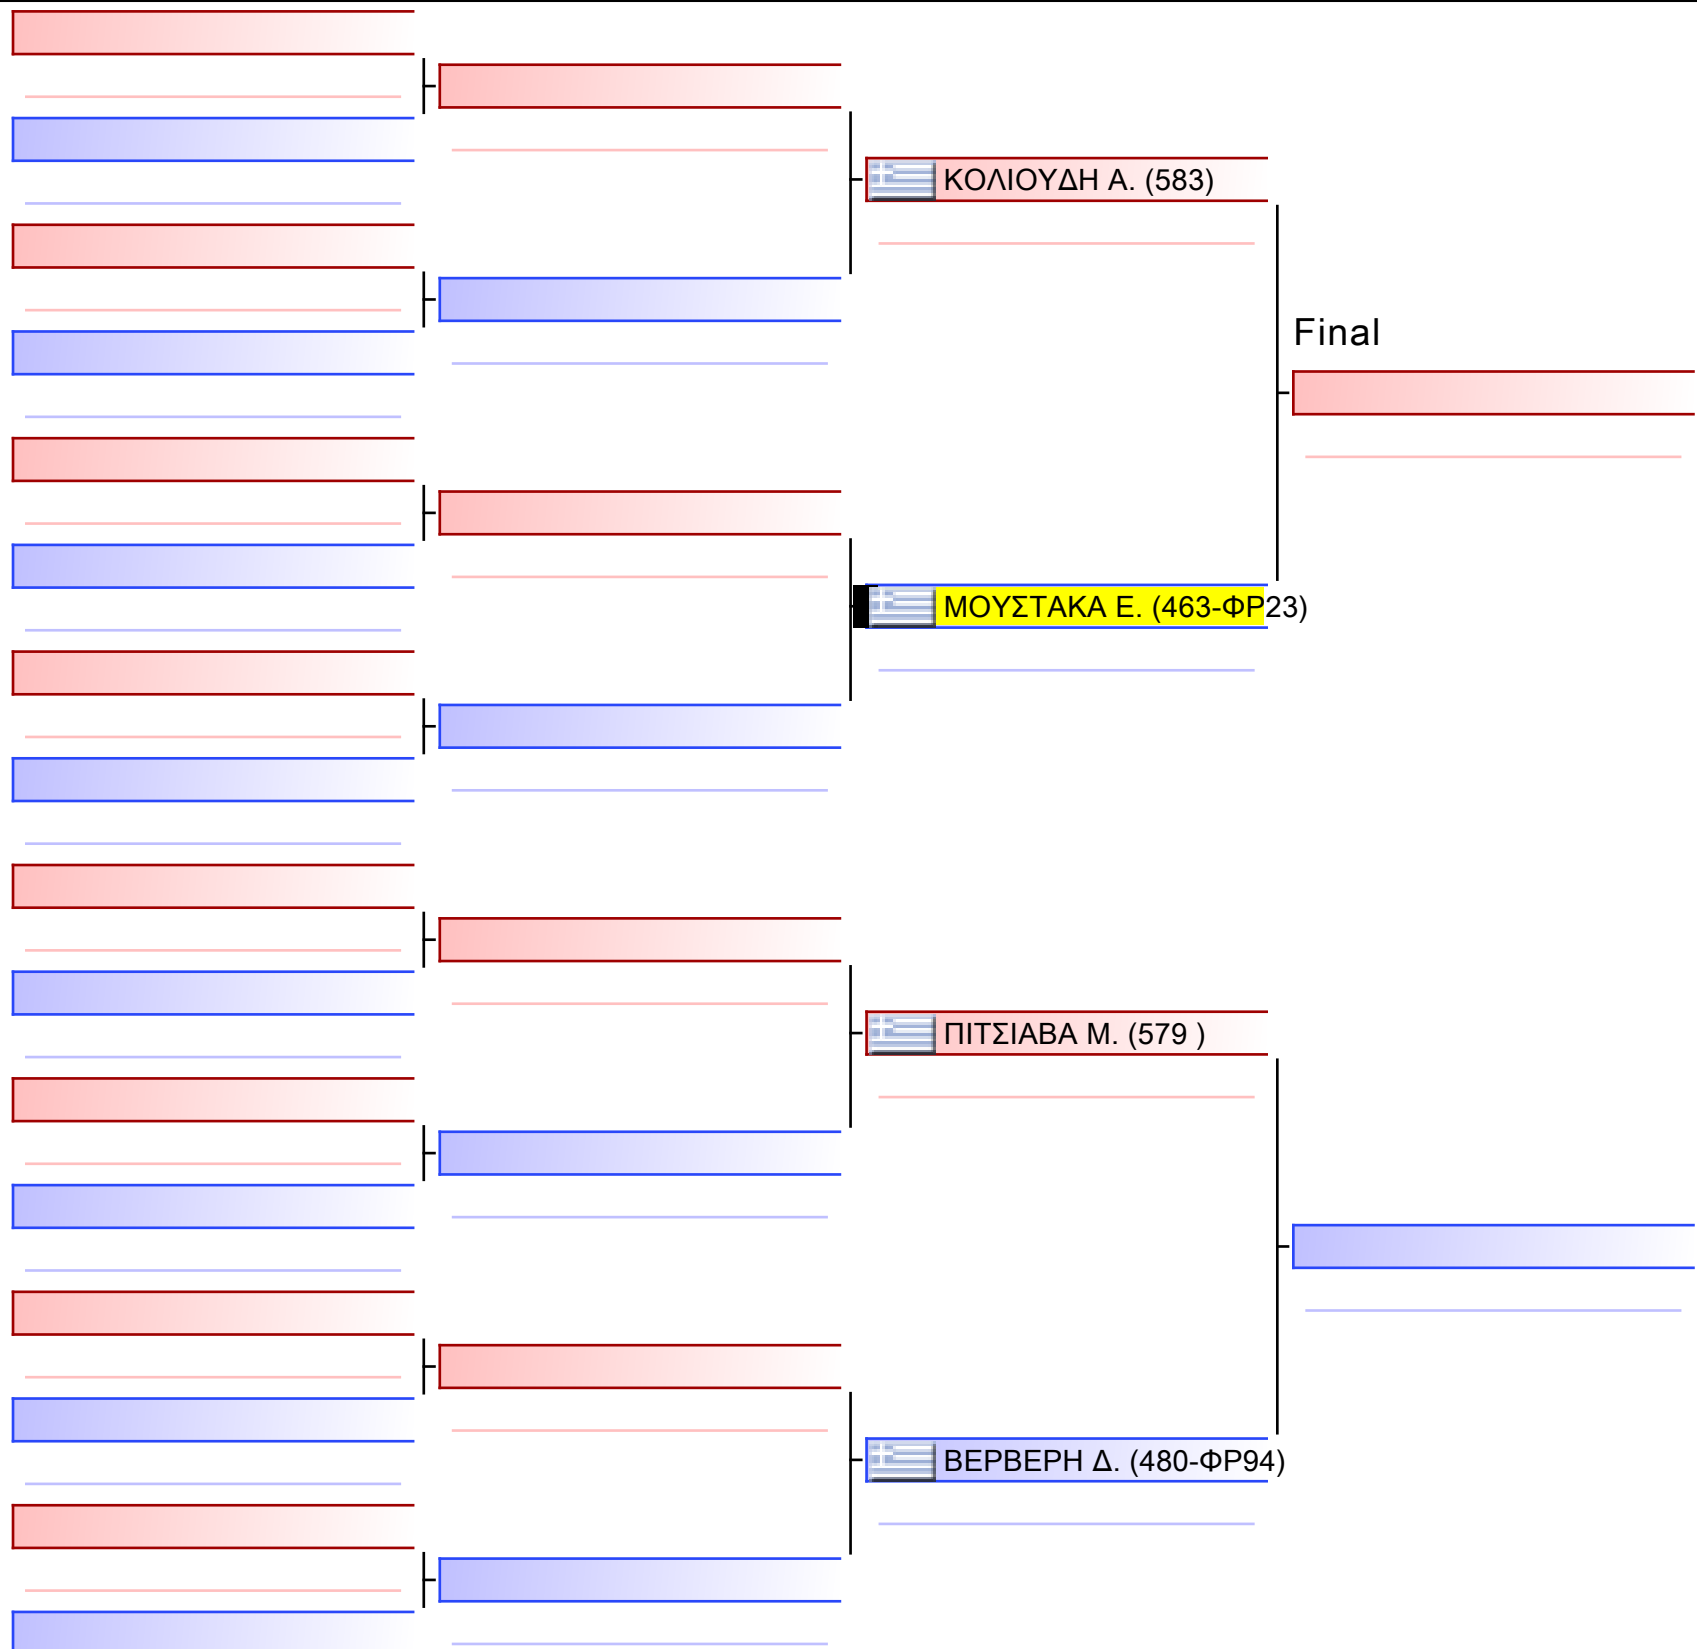 ΚΟΛΙΟΥΔΗ Α. (583)
Final
ΜΟΥΣΤΑΚΑ Ε. (463-ΦΡ23)
ΠΙΤΣΙΑΒΑ Μ. (579 )
ΒΕΡΒΕΡΗ Δ. (480-ΦΡ94)